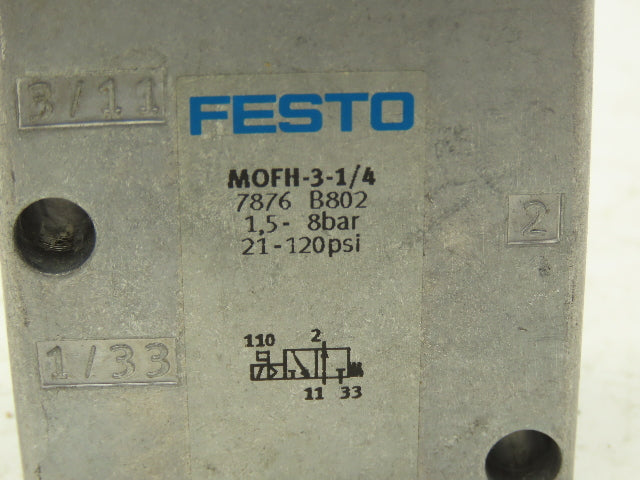 3/11
FESTO
MOFH-3-1/4
7876 B802
1,5- 8bar
21-120psi
2
110 2
1/33
11 33